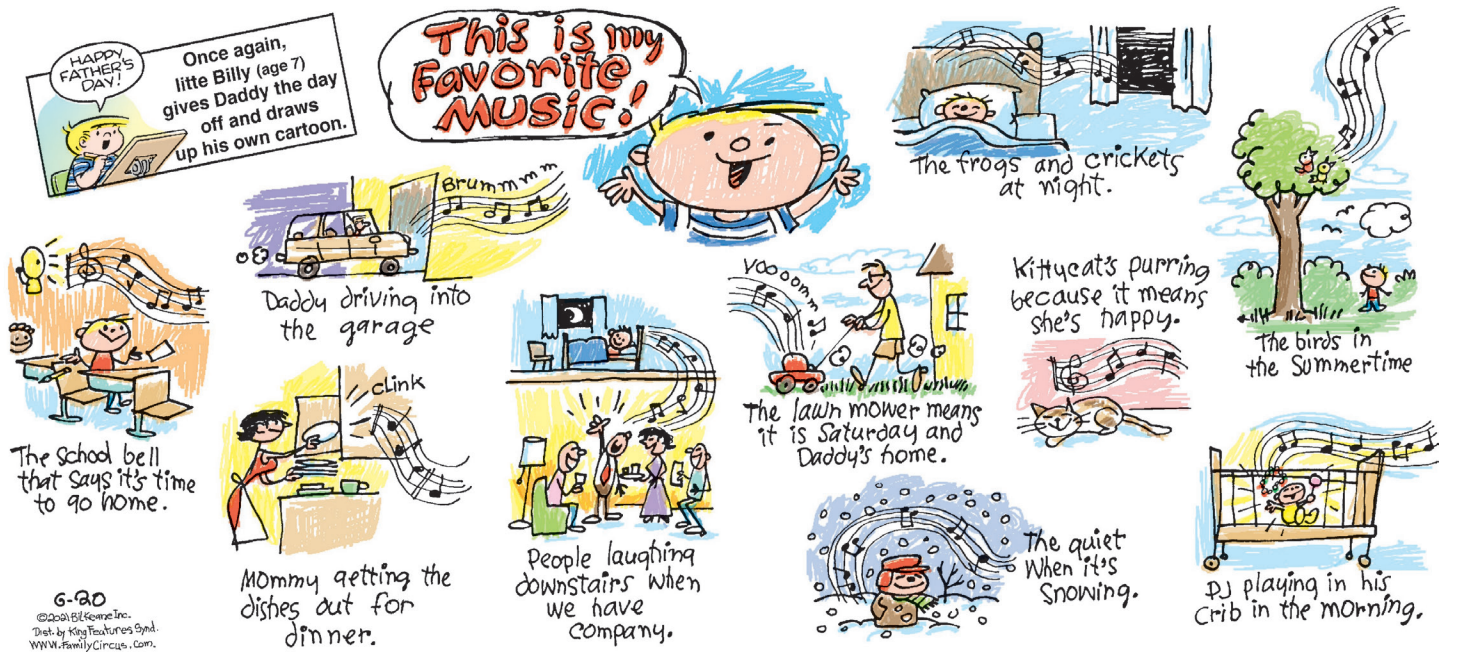 HAPPY
FATHER'S
DAY!
Once again,
litte Billy (age 7)
gives Daddy the day
off and draws
up his own cartoon.
This is my
Favorite
MUSIC!
The frogs and crickets
at night.
Brummmm
Daddy driving into
the garage
The school bell
that says it's time
to go home.
CLINK
Mommy getting the
dishes out for
dinner.
People laughing
downstairs when
we have
company.
VOOoomm
The lawn mower means
it is Saturday and
Daddy's home.
Kittycat's purring
because it means
she's happy.
The birds in
the Summertime
The quiet
When it's
Snowing.
PJ playing in his
Crib in the morning.
6-20
©2021 Bil Keane, Inc.
Dist. by King Features Synd.
WWW.FamilyCircus.com.